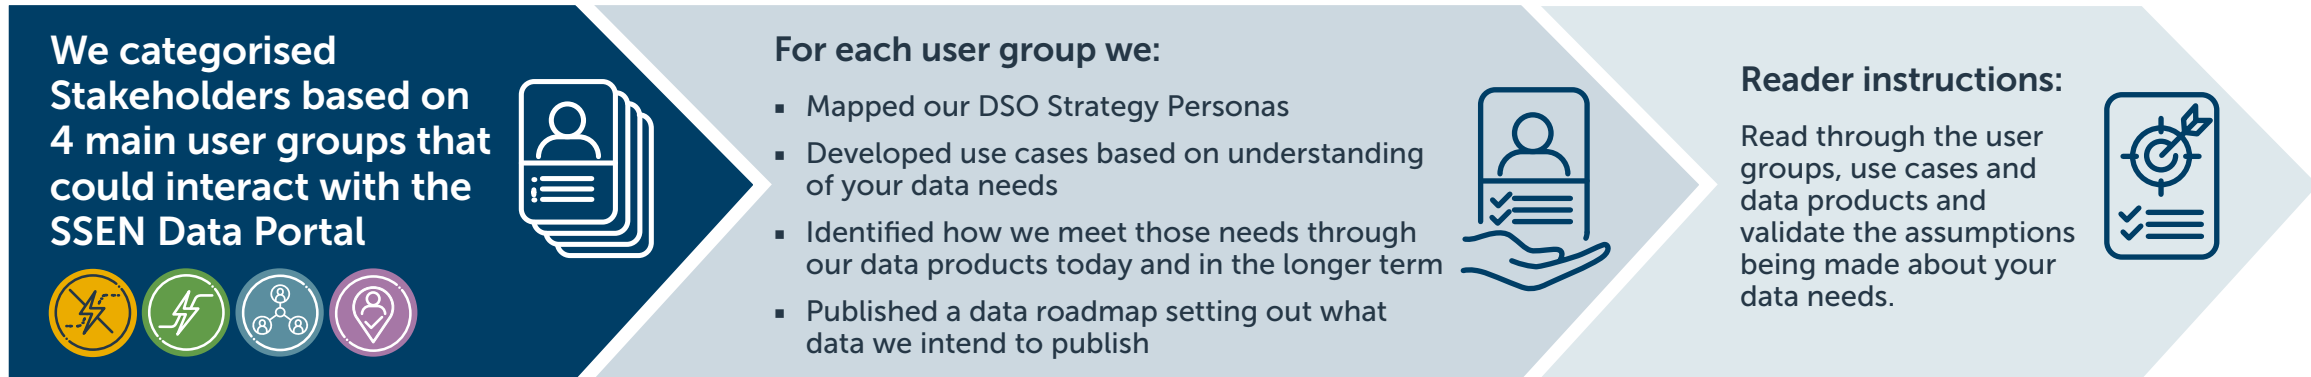 We categorised
Stakeholders based on
4 main user groups that
could interact with the
SSEN Data Portal
For each user group we:
▪ Mapped our DSO Strategy Personas
▪ Developed use cases based on understanding
of your data needs
▪ Identified how we meet those needs through
our data products today and in the longer term
▪ Published a data roadmap setting out what
data we intend to publish
Reader instructions:
Read through the user
groups, use cases and
data products and
validate the assumptions
being made about your
data needs.